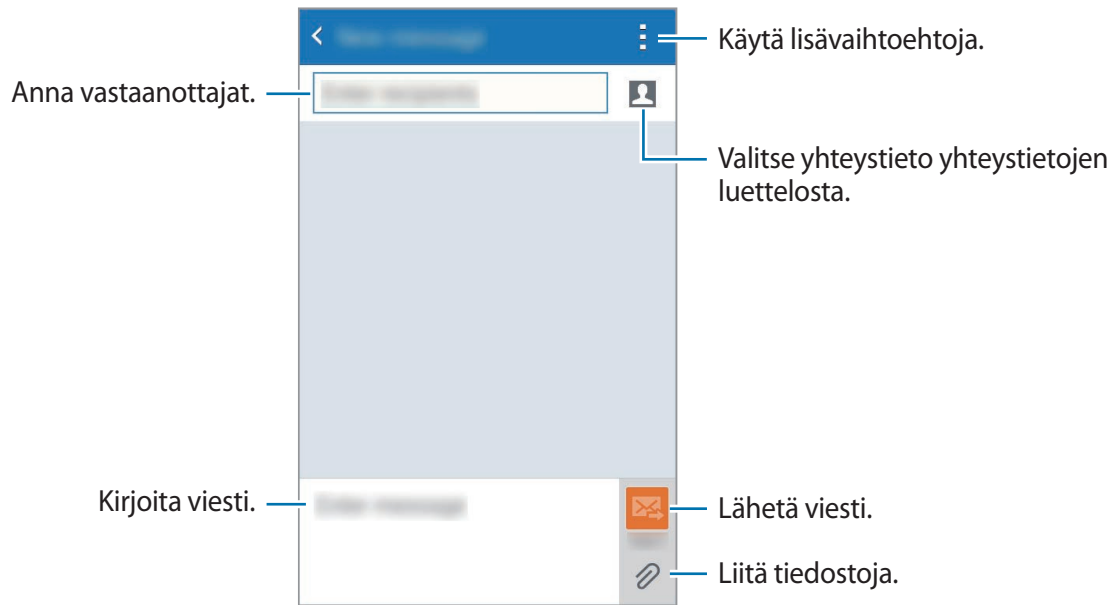 Käytä lisävaihtoehtoja.
Anna vastaanottajat.
Valitse yhteystieto yhteystietojen
luettelosta.
Kirjoita viesti.
Lähetä viesti.
Liitä tiedostoja.